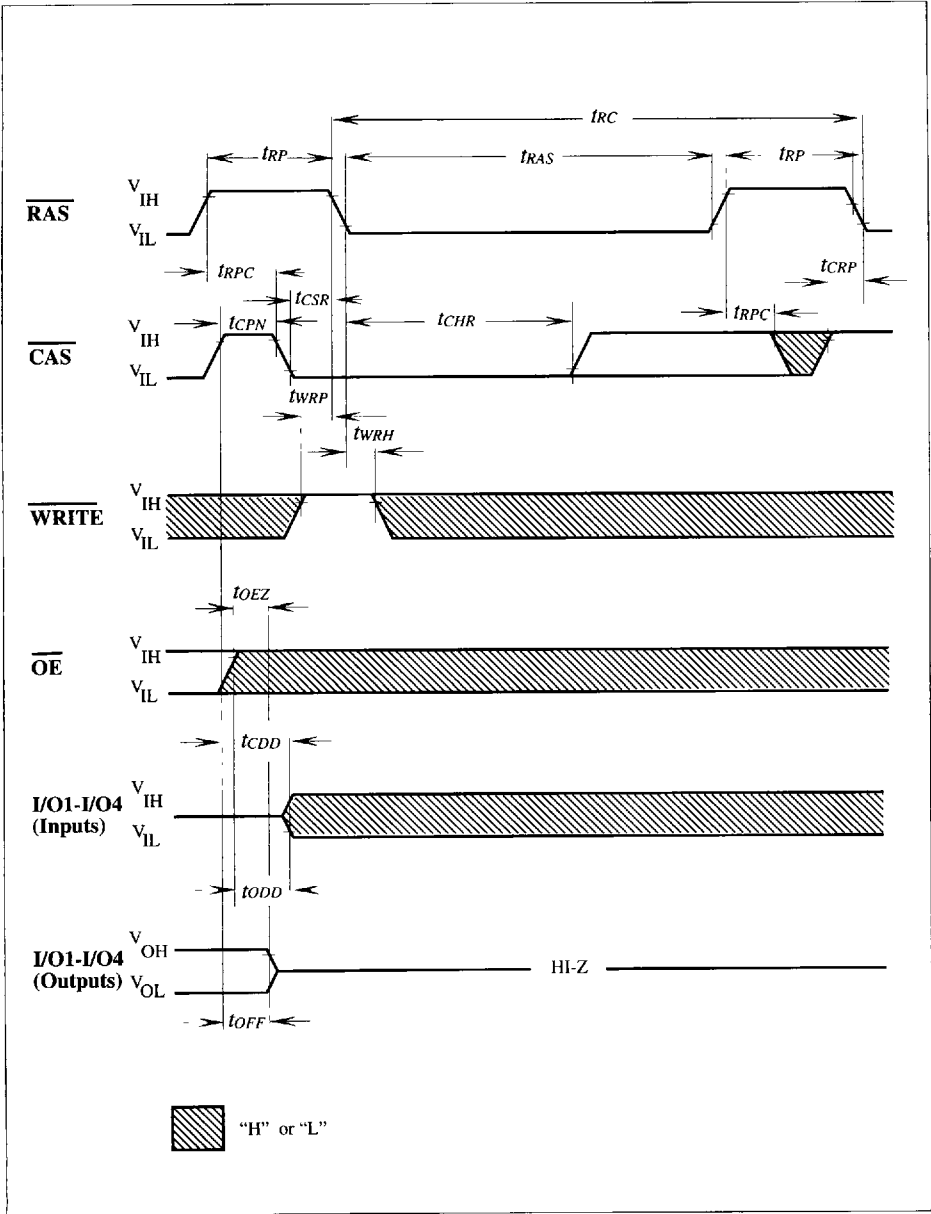 tRC
tRP tRAS tRP
RAS VIH
VIL
tRPC tCRP
tCSR
tCPN tCHR tRPC
CAS VIH
VIL
tWRP
tWRH
WRITE VIH
VIL
tOEZ
OE VIH
VIL
tCDD
I/O1-I/O4 VIH
(Inputs) VIL
tODD
I/O1-I/O4 VOH
(Outputs) VOL
HI-Z
tOFF
"H" or "L"